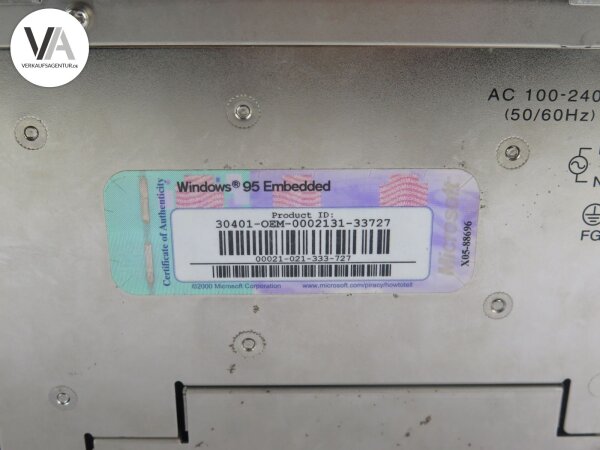 VA
VERKAUFSAGENTUR.DE
AC 100-240
(50/60Hz)
N
FG
Certificate of Authenticity
Windows® 95 Embedded
Product ID:
30401-OEM-0002131-33727
00021-021-333-727
©2000 Microsoft Corporation
www.microsoft.com/piracy/howtotell
Microsoft
X05-88696